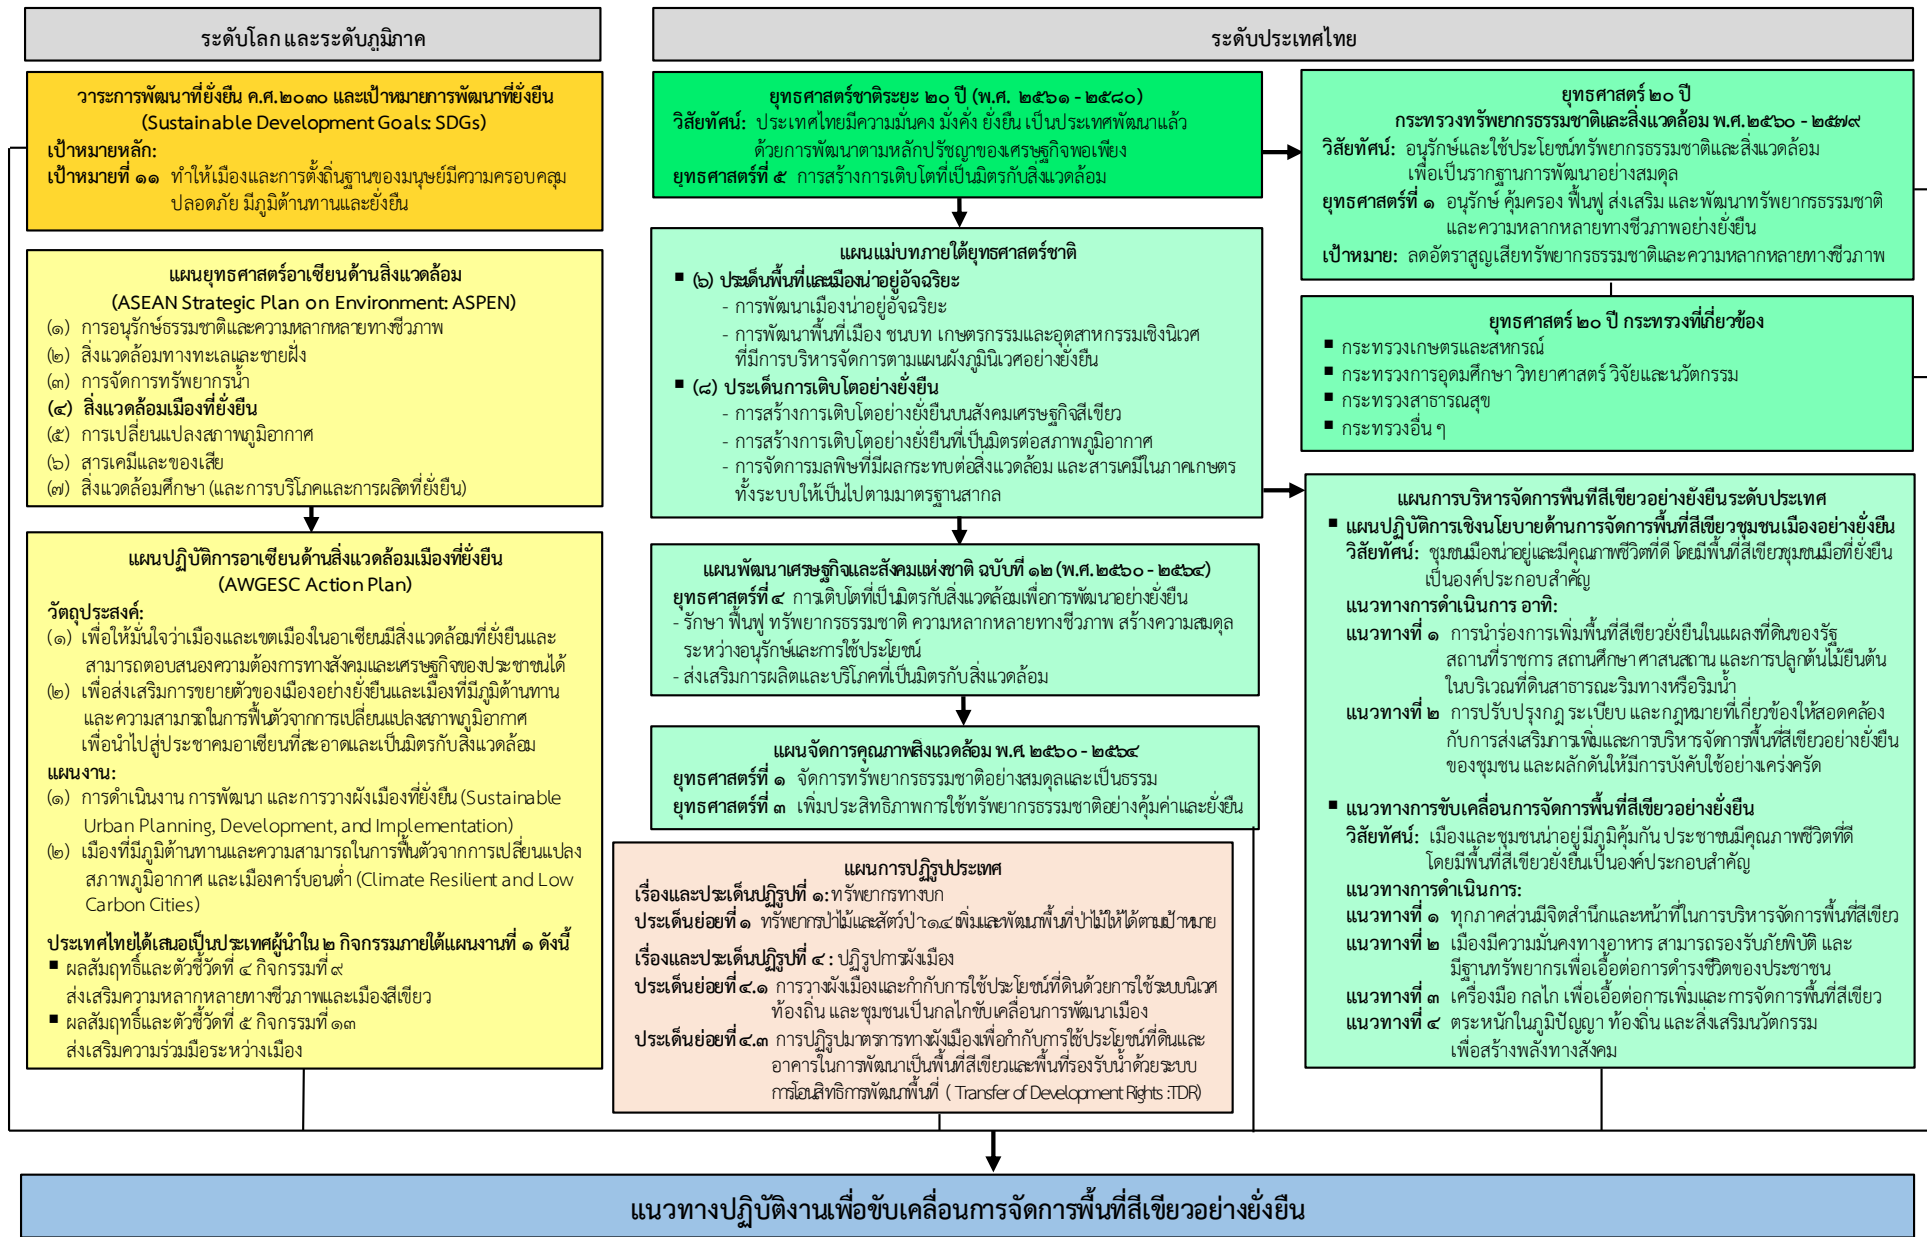 ระดับโลก และระดับภูมิภาค
วาระการพัฒนาที่ยั่งยืน ค.ศ.๒๐๓๐ และเป้าหมายการพัฒนาที่ยั่งยืน
(Sustainable Development Goals: SDGs)
เป้าหมายหลัก:
เป้าหมายที่ ๑๑ ทำให้เมืองและการตั้งถิ่นฐานของมนุษย์มีความครอบคลุม
ปลอดภัย มีภูมิต้านทานและยั่งยืน
แผนยุทธศาสตร์อาเซียนด้านสิ่งแวดล้อม
(ASEAN Strategic Plan on Environment: ASPEN)
(๑) การอนุรักษ์ธรรมชาติและความหลากหลายทางชีวภาพ
(๒) สิ่งแวดล้อมทางทะเลและชายฝั่ง
(๓) การจัดการทรัพยากรน้ำ
(๔) สิ่งแวดล้อมเมืองที่ยั่งยืน
(๕) การเปลี่ยนแปลงสภาพภูมิอากาศ
(๖) สารเคมีและของเสีย
(๗) สิ่งแวดล้อมศึกษา (และการบริโภคและการผลิตที่ยั่งยืน)
แผนปฏิบัติการอาเซียนด้านสิ่งแวดล้อมเมืองที่ยั่งยืน
(AWGESC Action Plan)
วัตถุประสงค์:
(๑) เพื่อให้มั่นใจว่าเมืองและเขตเมืองในอาเซียนมีสิ่งแวดล้อมที่ยั่งยืนและ
สามารถตอบสนองความต้องการทางสังคมและเศรษฐกิจของประชาชนได้
(๒) เพื่อส่งเสริมการขยายตัวของเมืองอย่างยั่งยืนและเมืองที่มีภูมิต้านทาน
และความสามารถในการฟื้นตัวจากการเปลี่ยนแปลงสภาพภูมิอากาศ
เพื่อนำไปสู่ประชาคมอาเซียนที่สะอาดและเป็นมิตรกับสิ่งแวดล้อม
แผนงาน:
(๑) การดำเนินงาน การพัฒนา และการวางผังเมืองที่ยั่งยืน (Sustainable
Urban Planning, Development, and Implementation)
(๒) เมืองที่มีภูมิต้านทานและความสามารถในการฟื้นตัวจากการเปลี่ยนแปลง
สภาพภูมิอากาศ และเมืองคาร์บอนต่ำ (Climate Resilient and Low
Carbon Cities)
ประเทศไทยได้เสนอเป็นประเทศผู้นำใน ๒ กิจกรรมภายใต้แผนงานที่ ๑ ดังนี้
▪ ผลสัมฤทธิ์และตัวชี้วัดที่ ๔ กิจกรรมที่ ๙
ส่งเสริมความหลากหลายทางชีวภาพและเมืองสีเขียว
▪ ผลสัมฤทธิ์และตัวชี้วัดที่ ๕ กิจกรรมที่ ๑๓
ส่งเสริมความร่วมมือระหว่างเมือง
ระดับประเทศไทย
ยุทธศาสตร์ชาติระยะ ๒๐ ปี (พ.ศ. ๒๕๖๑ - ๒๕๘๐)
วิสัยทัศน์: ประเทศไทยมีความมั่นคง มั่งคั่ง ยั่งยืน เป็นประเทศพัฒนาแล้ว
ด้วยการพัฒนาตามหลักปรัชญาของเศรษฐกิจพอเพียง
ยุทธศาสตร์ที่ ๕ การสร้างการเติบโตที่เป็นมิตรกับสิ่งแวดล้อม
แผนแม่บทภายใต้ยุทธศาสตร์ชาติ
▪ (๖) ประเด็นพื้นที่และเมืองน่าอยู่อัจฉริยะ
- การพัฒนาเมืองน่าอยู่อัจฉริยะ
- การพัฒนาพื้นที่เมือง ชนบท เกษตรกรรมและอุตสาหกรรมเชิงนิเวศ
ที่มีการบริหารจัดการตามแผนผังภูมินิเวศอย่างยั่งยืน
▪ (๘) ประเด็นการเติบโตอย่างยั่งยืน
- การสร้างการเติบโตอย่างยั่งยืนบนสังคมเศรษฐกิจสีเขียว
- การสร้างการเติบโตอย่างยั่งยืนที่เป็นมิตรต่อสภาพภูมิอากาศ
- การจัดการมลพิษที่มีผลกระทบต่อสิ่งแวดล้อม และสารเคมีในภาคเกษตร
ทั้งระบบให้เป็นไปตามมาตรฐานสากล
แผนพัฒนาเศรษฐกิจและสังคมแห่งชาติ ฉบับที่ ๑๒ (พ.ศ.๒๕๖๐ - ๒๕๖๔)
ยุทธศาสตร์ที่ ๔ การเติบโตที่เป็นมิตรกับสิ่งแวดล้อมเพื่อการพัฒนาอย่างยั่งยืน
- รักษา ฟื้นฟู ทรัพยากรธรรมชาติ ความหลากหลายทางชีวภาพ สร้างความสมดุล
ระหว่างอนุรักษ์และการใช้ประโยชน์
- ส่งเสริมการผลิตและบริโภคที่เป็นมิตรกับสิ่งแวดล้อม
แผนจัดการคุณภาพสิ่งแวดล้อม พ.ศ. ๒๕๖๐ - ๒๕๖๔
ยุทธศาสตร์ที่ ๑ จัดการทรัพยากรธรรมชาติอย่างสมดุลและเป็นธรรม
ยุทธศาสตร์ที่ ๓ เพิ่มประสิทธิภาพการใช้ทรัพยากรธรรมชาติอย่างคุ้มค่าและยั่งยืน
แผนการปฏิรูปประเทศ
เรื่องและประเด็นปฏิรูปที่ ๑: ทรัพยากรทางบก
ประเด็นย่อยที่ ๑ ทรัพยากรป่าไม้และสัตว์ป่า ๑.๑.๔ เพิ่มและพัฒนาพื้นที่ป่าไม้ให้ได้ตามเป้าหมาย
เรื่องและประเด็นปฏิรูปที่ ๔ : ปฏิรูปการผังเมือง
ประเด็นย่อยที่ ๔.๑ การวางผังเมืองและกำกับการใช้ประโยชน์ที่ดินด้วยการใช้ระบบนิเวศ
ท้องถิ่น และชุมชนเป็นกลไกขับเคลื่อนการพัฒนาเมือง
ประเด็นย่อยที่ ๔.๓ การปฏิรูปมาตรการทางผังเมืองเพื่อกำกับการใช้ประโยชน์ที่ดินและ
อาคารในการพัฒนาเป็นพื้นที่สีเขียวและพื้นที่รองรับน้ำด้วยระบบ
การโอนสิทธิการพัฒนาพื้นที่ ( Transfer of Development Rights :TDR)
ยุทธศาสตร์ ๒๐ ปี
กระทรวงทรัพยากรธรรมชาติและสิ่งแวดล้อม พ.ศ.๒๕๖๐ - ๒๕๗๙
วิสัยทัศน์: อนุรักษ์และใช้ประโยชน์ทรัพยากรธรรมชาติและสิ่งแวดล้อม
เพื่อเป็นรากฐานการพัฒนาอย่างสมดุล
ยุทธศาสตร์ที่ ๑ อนุรักษ์ คุ้มครอง ฟื้นฟู ส่งเสริม และพัฒนาทรัพยากรธรรมชาติ
และความหลากหลายทางชีวภาพอย่างยั่งยืน
เป้าหมาย: ลดอัตราสูญเสียทรัพยากรธรรมชาติและความหลากหลายทางชีวภาพ
ยุทธศาสตร์ ๒๐ ปี กระทรวงที่เกี่ยวข้อง
▪ กระทรวงเกษตรและสหกรณ์
▪ กระทรวงการอุดมศึกษา วิทยาศาสตร์ วิจัยและนวัตกรรม
▪ กระทรวงสาธารณสุข
▪ กระทรวงอื่น ๆ
แผนการบริหารจัดการพื้นที่สีเขียวอย่างยั่งยืนระดับประเทศ
▪ แผนปฏิบัติการเชิงนโยบายด้านการจัดการพื้นที่สีเขียวชุมชนเมืองอย่างยั่งยืน
วิสัยทัศน์: ชุมชนเมืองน่าอยู่และมีคุณภาพชีวิตที่ดี โดยมีพื้นที่สีเขียวชุมชนมือที่ยั่งยืน
เป็นองค์ประกอบสำคัญ
แนวทางการดำเนินการ อาทิ:
แนวทางที่ ๑ การนำร่องการเพิ่มพื้นที่สีเขียวยั่งยืนในแผลงที่ดินของรัฐ
สถานที่ราชการ สถานศึกษา ศาสนสถาน และการปลูกต้นไม้ยืนต้น
ในบริเวณที่ดินสาธารณะริมทางหรือริมน้ำ
แนวทางที่ ๒ การปรับปรุงกฎ ระเบียบ และกฎหมายที่เกี่ยวข้องให้สอดคล้อง
กับการส่งเสริมการเพิ่มและการบริหารจัดการพื้นที่สีเขียวอย่างยั่งยืน
ของชุมชน และผลักดันให้มีการบังคับใช้อย่างเคร่งครัด
▪ แนวทางการขับเคลื่อนการจัดการพื้นที่สีเขียวอย่างยั่งยืน
วิสัยทัศน์: เมืองและชุมชนน่าอยู่ มีภูมิคุ้มกัน ประชาชนมีคุณภาพชีวิตที่ดี
โดยมีพื้นที่สีเขียวยั่งยืนเป็นองค์ประกอบสำคัญ
แนวทางการดำเนินการ:
แนวทางที่ ๑ ทุกภาคส่วนมีจิตสำนึกและหน้าที่ในการบริหารจัดการพื้นที่สีเขียว
แนวทางที่ ๒ เมืองมีความมั่นคงทางอาหาร สามารถรองรับภัยพิบัติ และ
มีฐานทรัพยากรเพื่อเอื้อต่อการดำรงชีวิตของประชาชน
แนวทางที่ ๓ เครื่องมือ กลไก เพื่อเอื้อต่อการเพิ่มและการจัดการพื้นที่สีเขียว
แนวทางที่ ๔ ตระหนักในภูมิปัญญา ท้องถิ่น และสิ่งเสริมนวัตกรรม
เพื่อสร้างพลังทางสังคม
แนวทางปฏิบัติงานเพื่อขับเคลื่อนการจัดการพื้นที่สีเขียวอย่างยั่งยืน